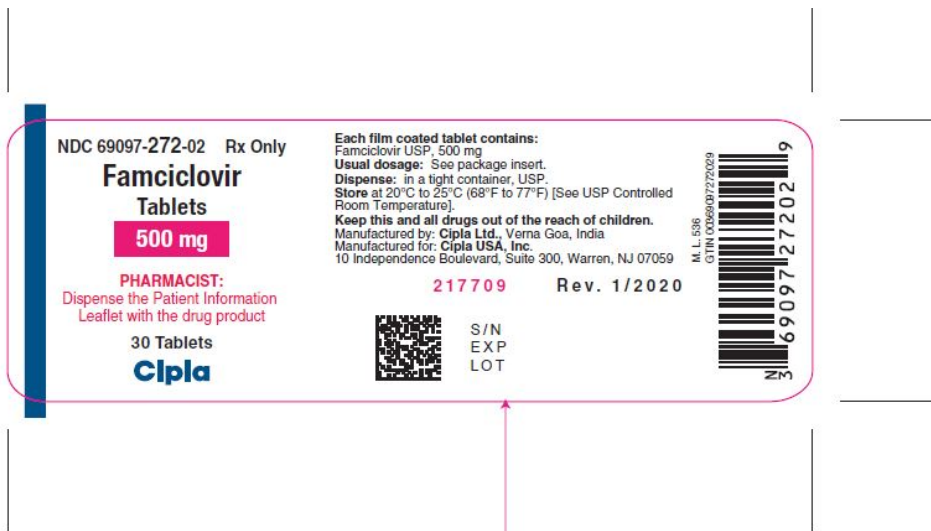 NDC 69097-272-02 Rx Only
Famciclovir
Tablets
500 mg
PHARMACIST:
Dispense the Patient Information
Leaflet with the drug product
30 Tablets
Cipla
Each film coated tablet contains:
Famciclovir USP, 500 mg
Usual dosage: See package insert.
Dispense: in a tight container, USP.
Store at 20°C to 25°C (68°F to 77°F) [See USP Controlled
Room Temperature].
Keep this and all drugs out of the reach of children.
Manufactured by: Cipla Ltd., Verna Goa, India
Manufactured for: Cipla USA, Inc.
10 Independence Boulevard, Suite 300, Warren, NJ 07059
217709 Rev. 1/2020
S/N
EXP
LOT
M. L. 536
GTIN 00369097272029
N 3 69097 27202 9